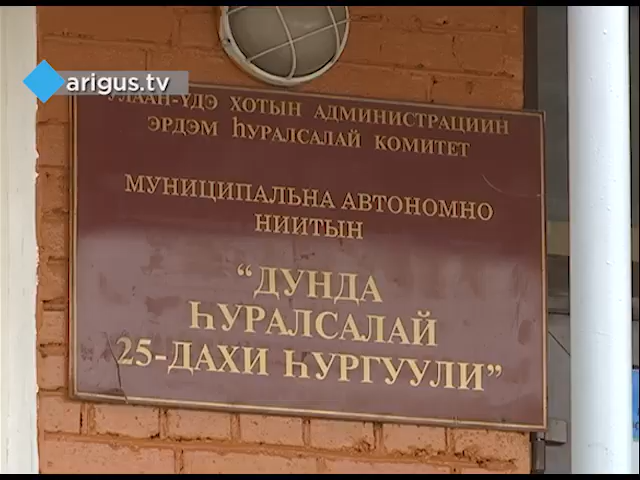 arigus.tv
УЛААН-ҮДЭ ХОТЫН АДМИНИСТРАЦИИН
ЭРДЭМ ҺУРАЛСАЛАЙ КОМИТЕТ
МУНИЦИПАЛЬНА АВТОНОМНО
НИИТЫН
“ДУНДА
ҺУРАЛСАЛАЙ
25-ДАХИ ҺУРГУУЛИ”